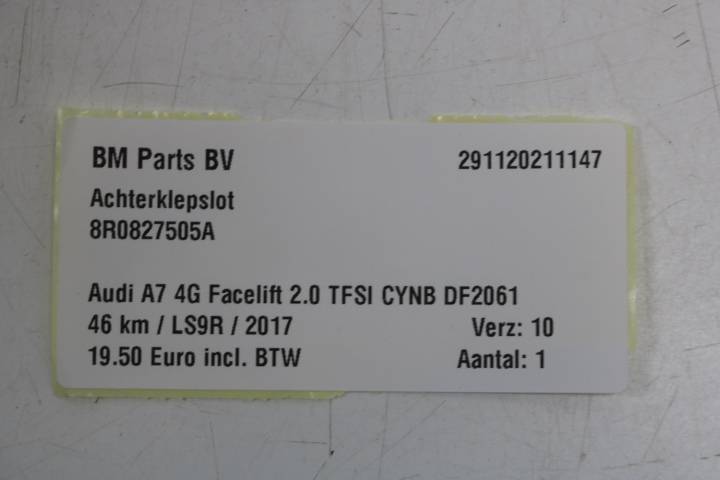 BM Parts BV 291120211147
Achterklepslot
8R0827505A
Audi A7 4G Facelift 2.0 TFSI CYNB DF2061
46 km / LS9R / 2017 Verz: 10
19.50 Euro incl. BTW Aantal: 1